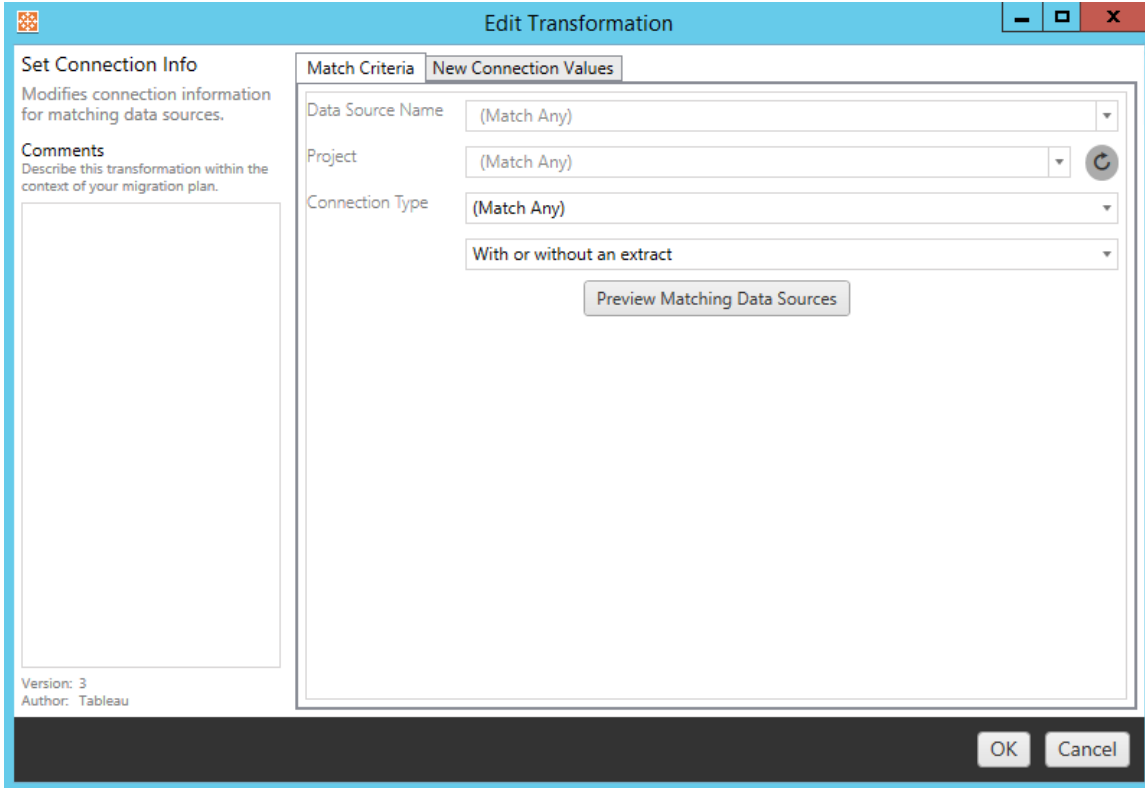 Edit Transformation
Set Connection Info
Modifies connection information
for matching data sources.
Comments
Describe this transformation within the
context of your migration plan.
Version: 3
Author: Tableau
Match Criteria
New Connection Values
Data Source Name
(Match Any)
Project
(Match Any)
Connection Type
(Match Any)
With or without an extract
Preview Matching Data Sources
OK
Cancel